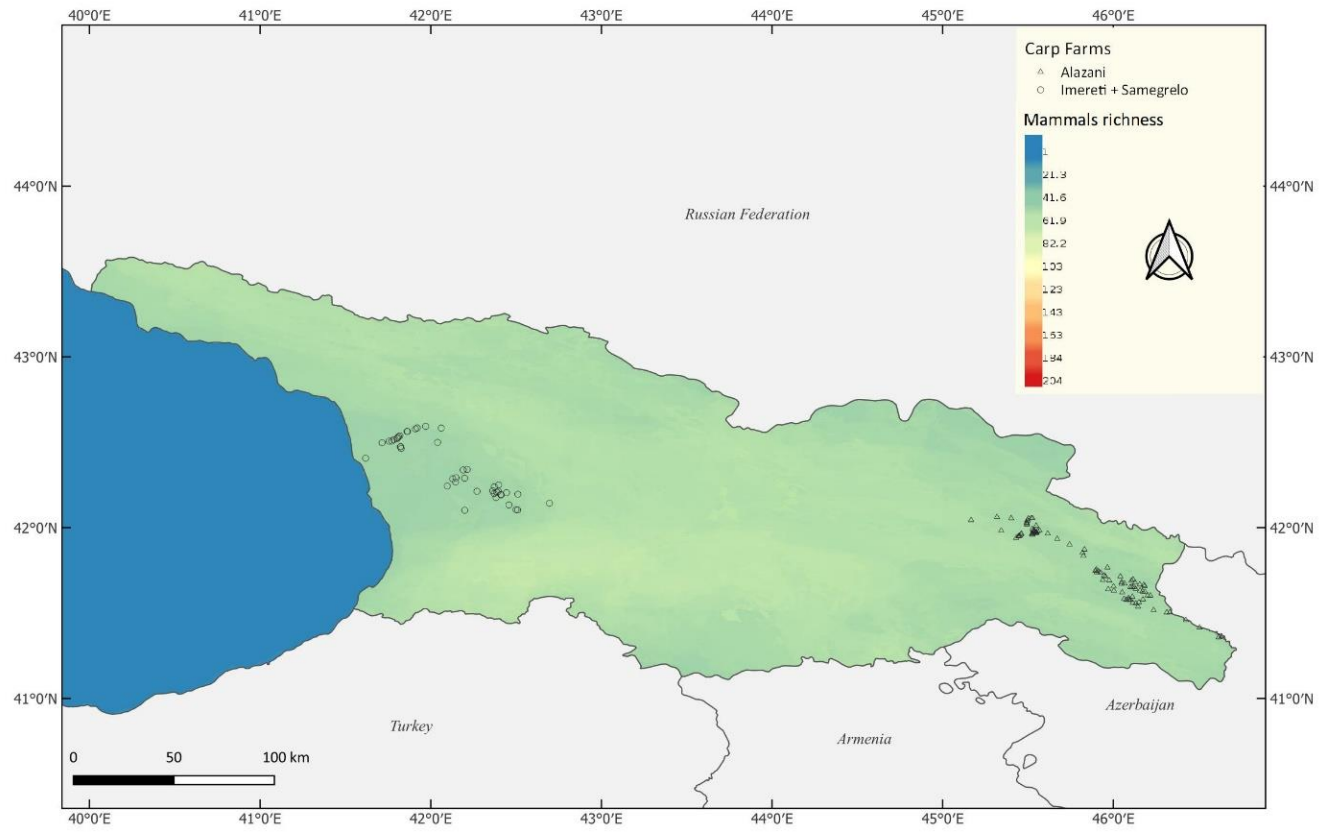 40°0'E 41°0'E 42°0'E 43°0'E 44°0'E 45°0'E 46°0'E
Carp Farms
Alazani
Imereti + Samegrelo
Mammals richness
1
21.3
41.6
61.9
82.2
103
123
143
163
184
204
44°0'N
44°0'N
Russian Federation
43°0'N
43°0'N
42°0'N
42°0'N
41°0'N
41°0'N
Azerbaijan
Turkey
Armenia
0 50 100 km
40°0'E 41°0'E 42°0'E 43°0'E 44°0'E 45°0'E 46°0'E